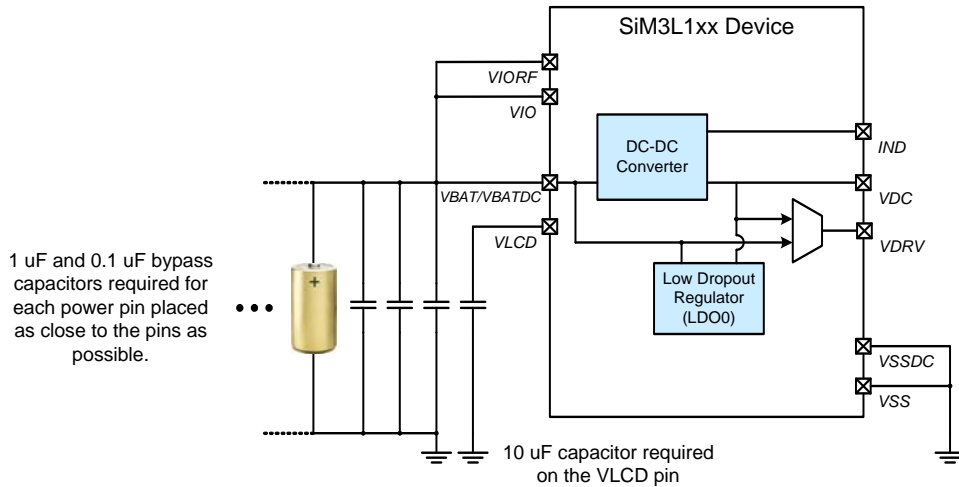 SiM3L1xx Device
VIORF
VIO
VBAT/VBATDC
VLCD
DC-DC
Converter
IND
VDC
VDRV
Low Dropout
Regulator
(LDO0)
VSSDC
VSS
1 uF and 0.1 uF bypass
capacitors required for
each power pin placed
as close to the pins as
possible.
+
10 uF capacitor required
on the VLCD pin